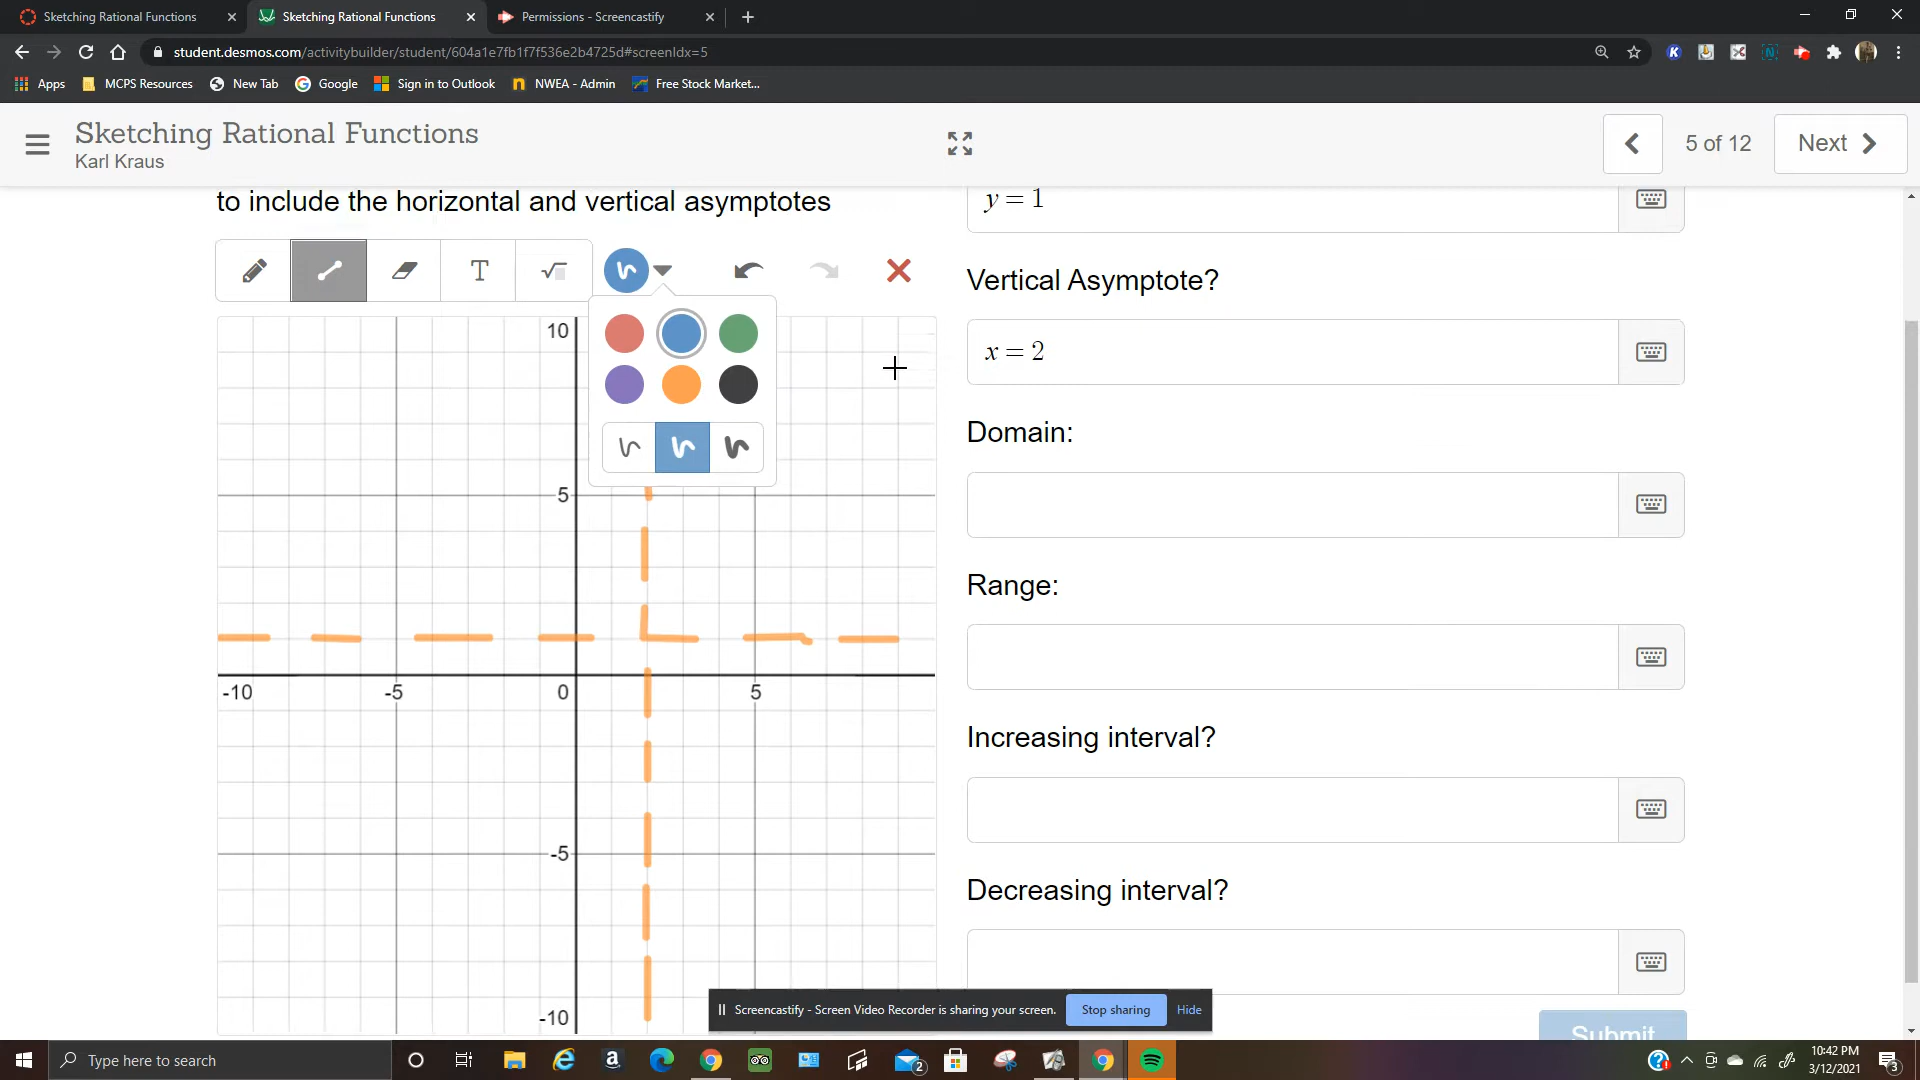 Sketching Rational Functions
Sketching Rational Functions
Permissions - Screencastify
student.desmos.com/activitybuilder/student/604a1e7fb1f7f536e2b4725d#screenIdx=5
Apps
MCPS Resources
New Tab
Google
Sign in to Outlook
NWEA - Admin
Free Stock Market...
Sketching Rational Functions
Karl Kraus
5 of 12
Next
to include the horizontal and vertical asymptotes
T
10
5
-10
-5
0
5
-5
-10
y = 1
Vertical Asymptote?
x = 2
Domain:
Range:
Increasing interval?
Decreasing interval?
Submit
Screencastify - Screen Video Recorder is sharing your screen.
Stop sharing
Hide
Type here to search
2
10:42 PM
3/12/2021
3